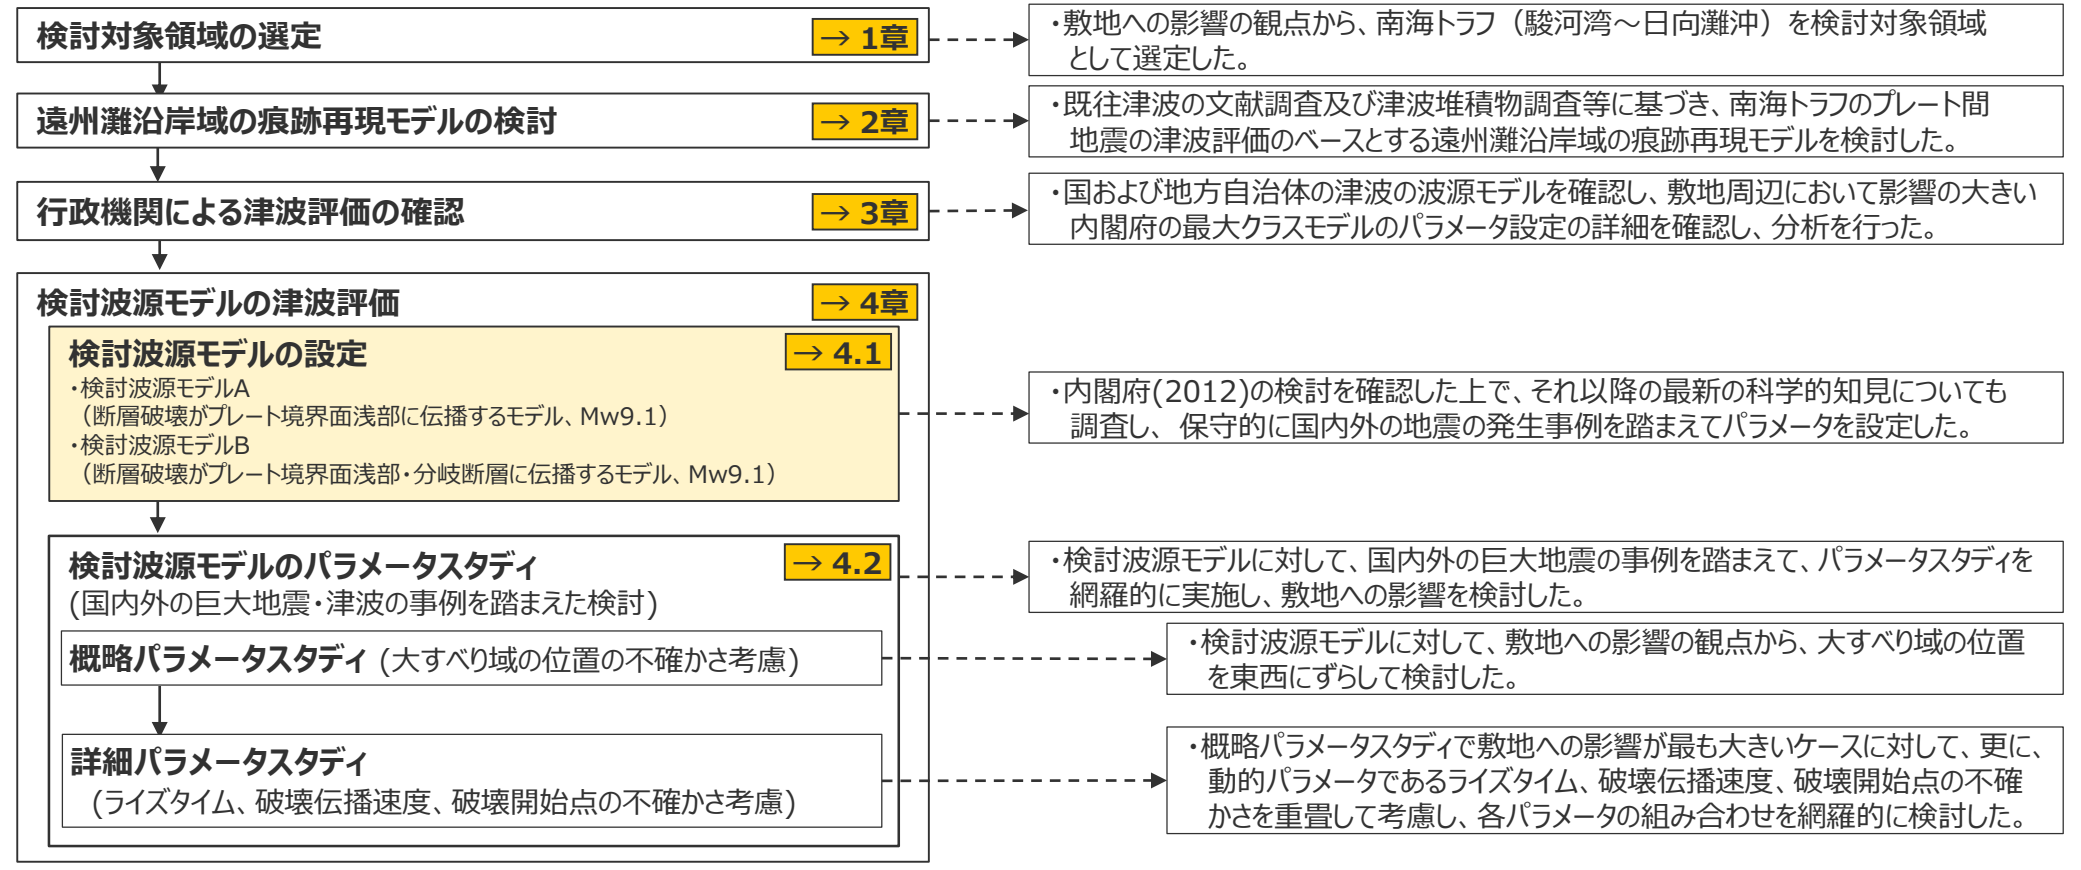 検討対象領域の選定
→ 1章
・敷地への影響の観点から、南海トラフ（駿河湾～日向灘沖）を検討対象領域
として選定した。
遠州灘沿岸域の痕跡再現モデルの検討
→ 2章
・既往津波の文献調査及び津波堆積物調査等に基づき、南海トラフのプレート間
地震の津波評価のベースとする遠州灘沿岸域の痕跡再現モデルを検討した。
行政機関による津波評価の確認
→ 3章
・国および地方自治体の津波の波源モデルを確認し、敷地周辺において影響の大きい
内閣府の最大クラスモデルのパラメータ設定の詳細を確認し、分析を行った。
検討波源モデルの津波評価
→ 4章
検討波源モデルの設定
→ 4.1
・検討波源モデルA
（断層破壊がプレート境界面浅部に伝播するモデル、Mw9.1）
・検討波源モデルB
（断層破壊がプレート境界面浅部・分岐断層に伝播するモデル、Mw9.1）
・内閣府(2012)の検討を確認した上で、それ以降の最新の科学的知見についても
調査し、保守的に国内外の地震の発生事例を踏まえてパラメータを設定した。
検討波源モデルのパラメータスタディ
→ 4.2
(国内外の巨大地震・津波の事例を踏まえた検討)
・検討波源モデルに対して、国内外の巨大地震の事例を踏まえて、パラメータスタディを
網羅的に実施し、敷地への影響を検討した。
概略パラメータスタディ (大すべり域の位置の不確かさ考慮)
・検討波源モデルに対して、敷地への影響の観点から、大すべり域の位置
を東西にずらして検討した。
詳細パラメータスタディ
(ライズタイム、破壊伝播速度、破壊開始点の不確かさ考慮)
・概略パラメータスタディで敷地への影響が最も大きいケースに対して、更に、
動的パラメータであるライズタイム、破壊伝播速度、破壊開始点の不確
かさを重畳して考慮し、各パラメータの組み合わせを網羅的に検討した。